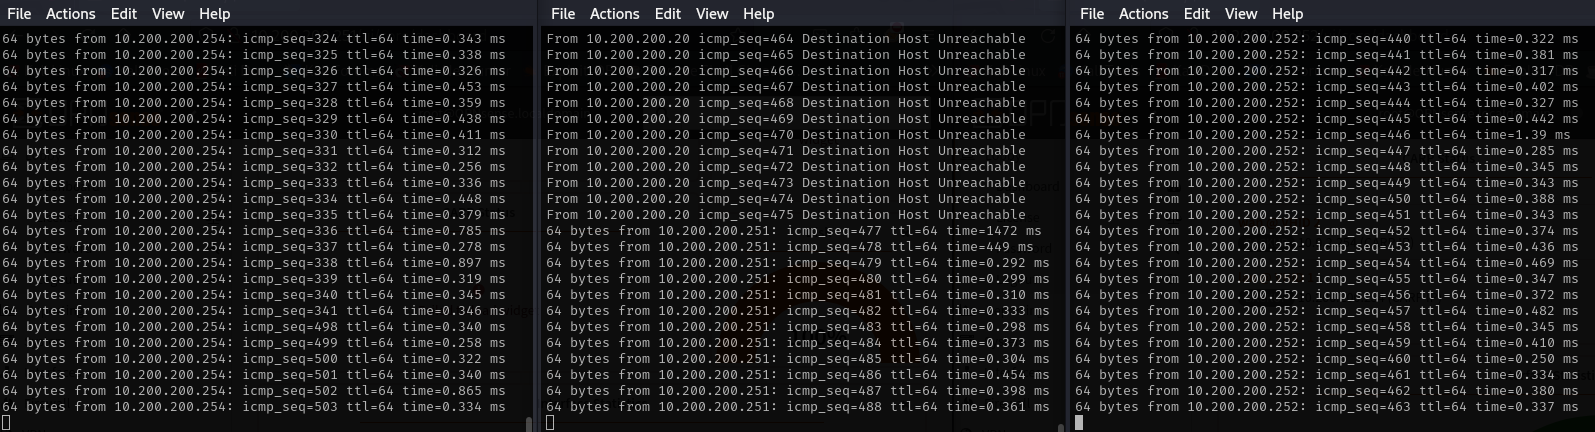 File Actions Edit View Help
64 bytes from 10.200.200.254: icmp_seq=324 ttl=64 time=0.343 ms
64 bytes from 10.200.200.254: icmp_seq=325 ttl=64 time=0.338 ms
64 bytes from 10.200.200.254: icmp_seq=326 ttl=64 time=0.326 ms
64 bytes from 10.200.200.254: icmp_seq=327 ttl=64 time=0.453 ms
64 bytes from 10.200.200.254: icmp_seq=328 ttl=64 time=0.359 ms
64 bytes from 10.200.200.254: icmp_seq=329 ttl=64 time=0.438 ms
64 bytes from 10.200.200.254: icmp_seq=330 ttl=64 time=0.411 ms
64 bytes from 10.200.200.254: icmp_seq=331 ttl=64 time=0.312 ms
64 bytes from 10.200.200.254: icmp_seq=332 ttl=64 time=0.256 ms
64 bytes from 10.200.200.254: icmp_seq=333 ttl=64 time=0.336 ms
64 bytes from 10.200.200.254: icmp_seq=334 ttl=64 time=0.448 ms
64 bytes from 10.200.200.254: icmp_seq=335 ttl=64 time=0.379 ms
64 bytes from 10.200.200.254: icmp_seq=336 ttl=64 time=0.785 ms
64 bytes from 10.200.200.254: icmp_seq=337 ttl=64 time=0.278 ms
64 bytes from 10.200.200.254: icmp_seq=338 ttl=64 time=0.897 ms
64 bytes from 10.200.200.254: icmp_seq=339 ttl=64 time=0.319 ms
64 bytes from 10.200.200.254: icmp_seq=340 ttl=64 time=0.345 ms
64 bytes from 10.200.200.254: icmp_seq=341 ttl=64 time=0.346 ms
64 bytes from 10.200.200.254: icmp_seq=498 ttl=64 time=0.340 ms
64 bytes from 10.200.200.254: icmp_seq=499 ttl=64 time=0.258 ms
64 bytes from 10.200.200.254: icmp_seq=500 ttl=64 time=0.322 ms
64 bytes from 10.200.200.254: icmp_seq=501 ttl=64 time=0.340 ms
64 bytes from 10.200.200.254: icmp_seq=502 ttl=64 time=0.865 ms
64 bytes from 10.200.200.254: icmp_seq=503 ttl=64 time=0.334 ms
File Actions Edit View Help
From 10.200.200.20 icmp_seq=464 Destination Host Unreachable
From 10.200.200.20 icmp_seq=465 Destination Host Unreachable
From 10.200.200.20 icmp_seq=466 Destination Host Unreachable
From 10.200.200.20 icmp_seq=467 Destination Host Unreachable
From 10.200.200.20 icmp_seq=468 Destination Host Unreachable
From 10.200.200.20 icmp_seq=469 Destination Host Unreachable
From 10.200.200.20 icmp_seq=470 Destination Host Unreachable
From 10.200.200.20 icmp_seq=471 Destination Host Unreachable
From 10.200.200.20 icmp_seq=472 Destination Host Unreachable
From 10.200.200.20 icmp_seq=473 Destination Host Unreachable
From 10.200.200.20 icmp_seq=474 Destination Host Unreachable
From 10.200.200.20 icmp_seq=475 Destination Host Unreachable
64 bytes from 10.200.200.251: icmp_seq=477 ttl=64 time=1472 ms
64 bytes from 10.200.200.251: icmp_seq=478 ttl=64 time=449 ms
64 bytes from 10.200.200.251: icmp_seq=479 ttl=64 time=0.292 ms
64 bytes from 10.200.200.251: icmp_seq=480 ttl=64 time=0.299 ms
64 bytes from 10.200.200.251: icmp_seq=481 ttl=64 time=0.310 ms
64 bytes from 10.200.200.251: icmp_seq=482 ttl=64 time=0.333 ms
64 bytes from 10.200.200.251: icmp_seq=483 ttl=64 time=0.298 ms
64 bytes from 10.200.200.251: icmp_seq=484 ttl=64 time=0.373 ms
64 bytes from 10.200.200.251: icmp_seq=485 ttl=64 time=0.304 ms
64 bytes from 10.200.200.251: icmp_seq=486 ttl=64 time=0.454 ms
64 bytes from 10.200.200.251: icmp_seq=487 ttl=64 time=0.398 ms
64 bytes from 10.200.200.251: icmp_seq=488 ttl=64 time=0.361 ms
File Actions Edit View Help
64 bytes from 10.200.200.252: icmp_seq=440 ttl=64 time=0.322 ms
64 bytes from 10.200.200.252: icmp_seq=441 ttl=64 time=0.381 ms
64 bytes from 10.200.200.252: icmp_seq=442 ttl=64 time=0.317 ms
64 bytes from 10.200.200.252: icmp_seq=443 ttl=64 time=0.402 ms
64 bytes from 10.200.200.252: icmp_seq=444 ttl=64 time=0.327 ms
64 bytes from 10.200.200.252: icmp_seq=445 ttl=64 time=0.442 ms
64 bytes from 10.200.200.252: icmp_seq=446 ttl=64 time=1.39 ms
64 bytes from 10.200.200.252: icmp_seq=447 ttl=64 time=0.285 ms
64 bytes from 10.200.200.252: icmp_seq=448 ttl=64 time=0.345 ms
64 bytes from 10.200.200.252: icmp_seq=449 ttl=64 time=0.343 ms
64 bytes from 10.200.200.252: icmp_seq=450 ttl=64 time=0.388 ms
64 bytes from 10.200.200.252: icmp_seq=451 ttl=64 time=0.343 ms
64 bytes from 10.200.200.252: icmp_seq=452 ttl=64 time=0.374 ms
64 bytes from 10.200.200.252: icmp_seq=453 ttl=64 time=0.436 ms
64 bytes from 10.200.200.252: icmp_seq=454 ttl=64 time=0.469 ms
64 bytes from 10.200.200.252: icmp_seq=455 ttl=64 time=0.347 ms
64 bytes from 10.200.200.252: icmp_seq=456 ttl=64 time=0.372 ms
64 bytes from 10.200.200.252: icmp_seq=457 ttl=64 time=0.482 ms
64 bytes from 10.200.200.252: icmp_seq=458 ttl=64 time=0.345 ms
64 bytes from 10.200.200.252: icmp_seq=459 ttl=64 time=0.410 ms
64 bytes from 10.200.200.252: icmp_seq=460 ttl=64 time=0.250 ms
64 bytes from 10.200.200.252: icmp_seq=461 ttl=64 time=0.334 ms
64 bytes from 10.200.200.252: icmp_seq=462 ttl=64 time=0.380 ms
64 bytes from 10.200.200.252: icmp_seq=463 ttl=64 time=0.337 ms